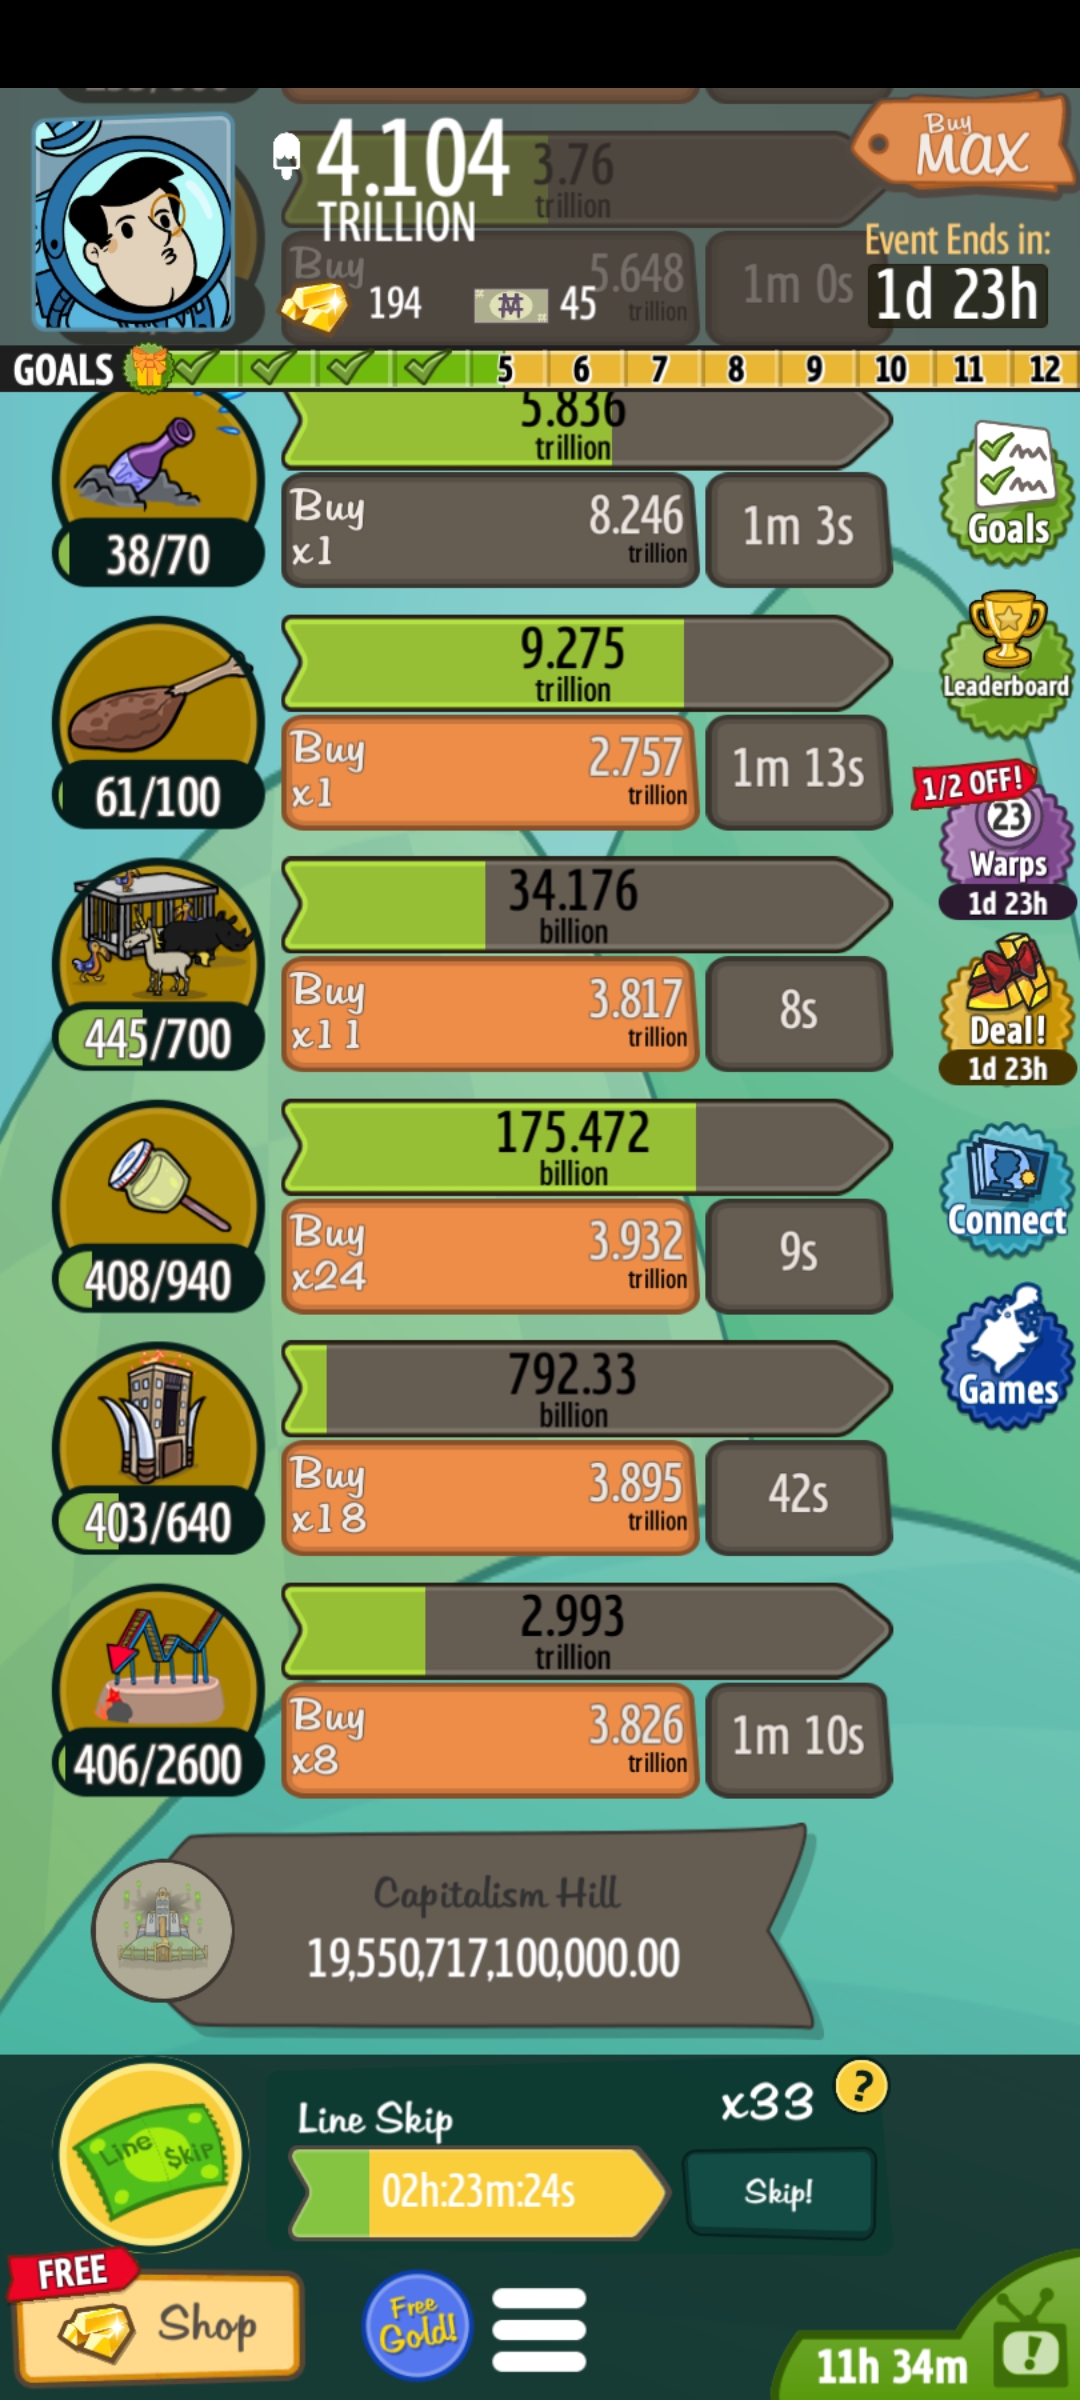 4.104
TRILLION
3.76
trillion
Buy
MAX
Buy
5.648
trillion
1m 0s
Event Ends in:
1d 23h
194
45
GOALS
5 6 7 8 9 10 11 12
5.836
trillion
Buy
x1
8.246
trillion
1m 3s
38/70
Goals
9.275
trillion
Buy
x1
2.757
trillion
1m 13s
61/100
Leaderboard
1/2 OFF!
23
Warps
1d 23h
34.176
billion
Buy
x11
3.817
trillion
8s
445/700
Deal!
1d 23h
175.472
billion
Buy
x24
3.932
trillion
9s
408/940
Connect
792.33
billion
Buy
x18
3.895
trillion
42s
403/640
Games
2.993
trillion
Buy
x8
3.826
trillion
1m 10s
406/2600
Capitalism Hill
19,550,717,100,000.00
Line $kip
Line Skip
x33
?
02h:23m:24s
Skip!
FREE
Shop
Free
Gold!
11h 34m
!